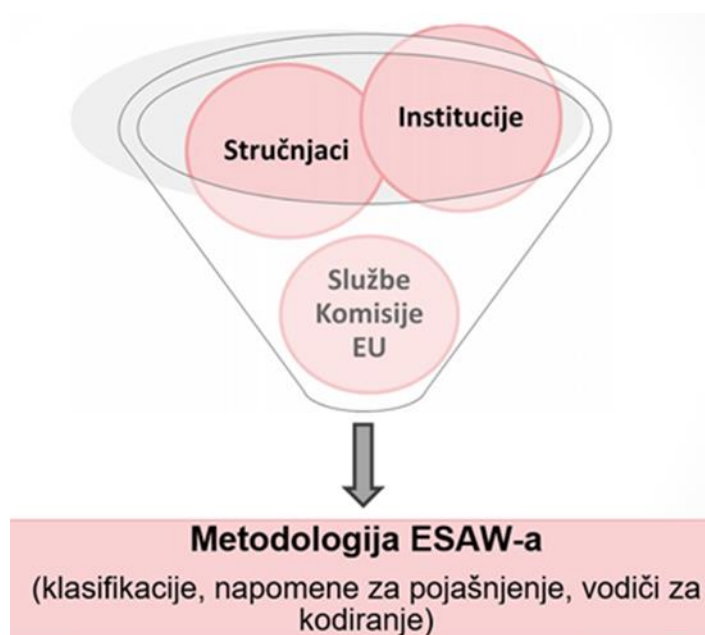 Institucije
Stručnjaci
Službe
Komisije
EU
Metodologija ESAW-a
(klasifikacije, napomene za pojašnjenje, vodiči za
kodiranje)